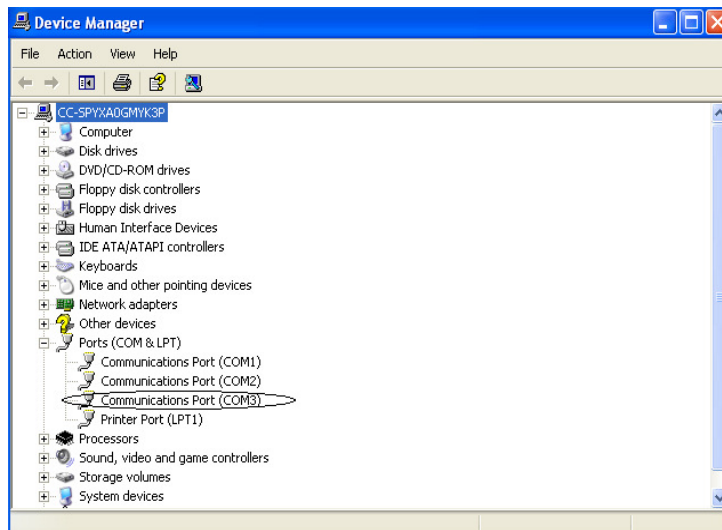 Device Manager
File Action View Help
CC-SPYXA0GMYK3P
Computer
Disk drives
DVD/CD-ROM drives
Floppy disk controllers
Floppy disk drives
Human Interface Devices
IDE ATA/ATAPI controllers
Keyboards
Mice and other pointing devices
Network adapters
Other devices
Ports (COM & LPT)
Communications Port (COM1)
Communications Port (COM2)
Communications Port (COM3)
Printer Port (LPT1)
Processors
Sound, video and game controllers
Storage volumes
System devices